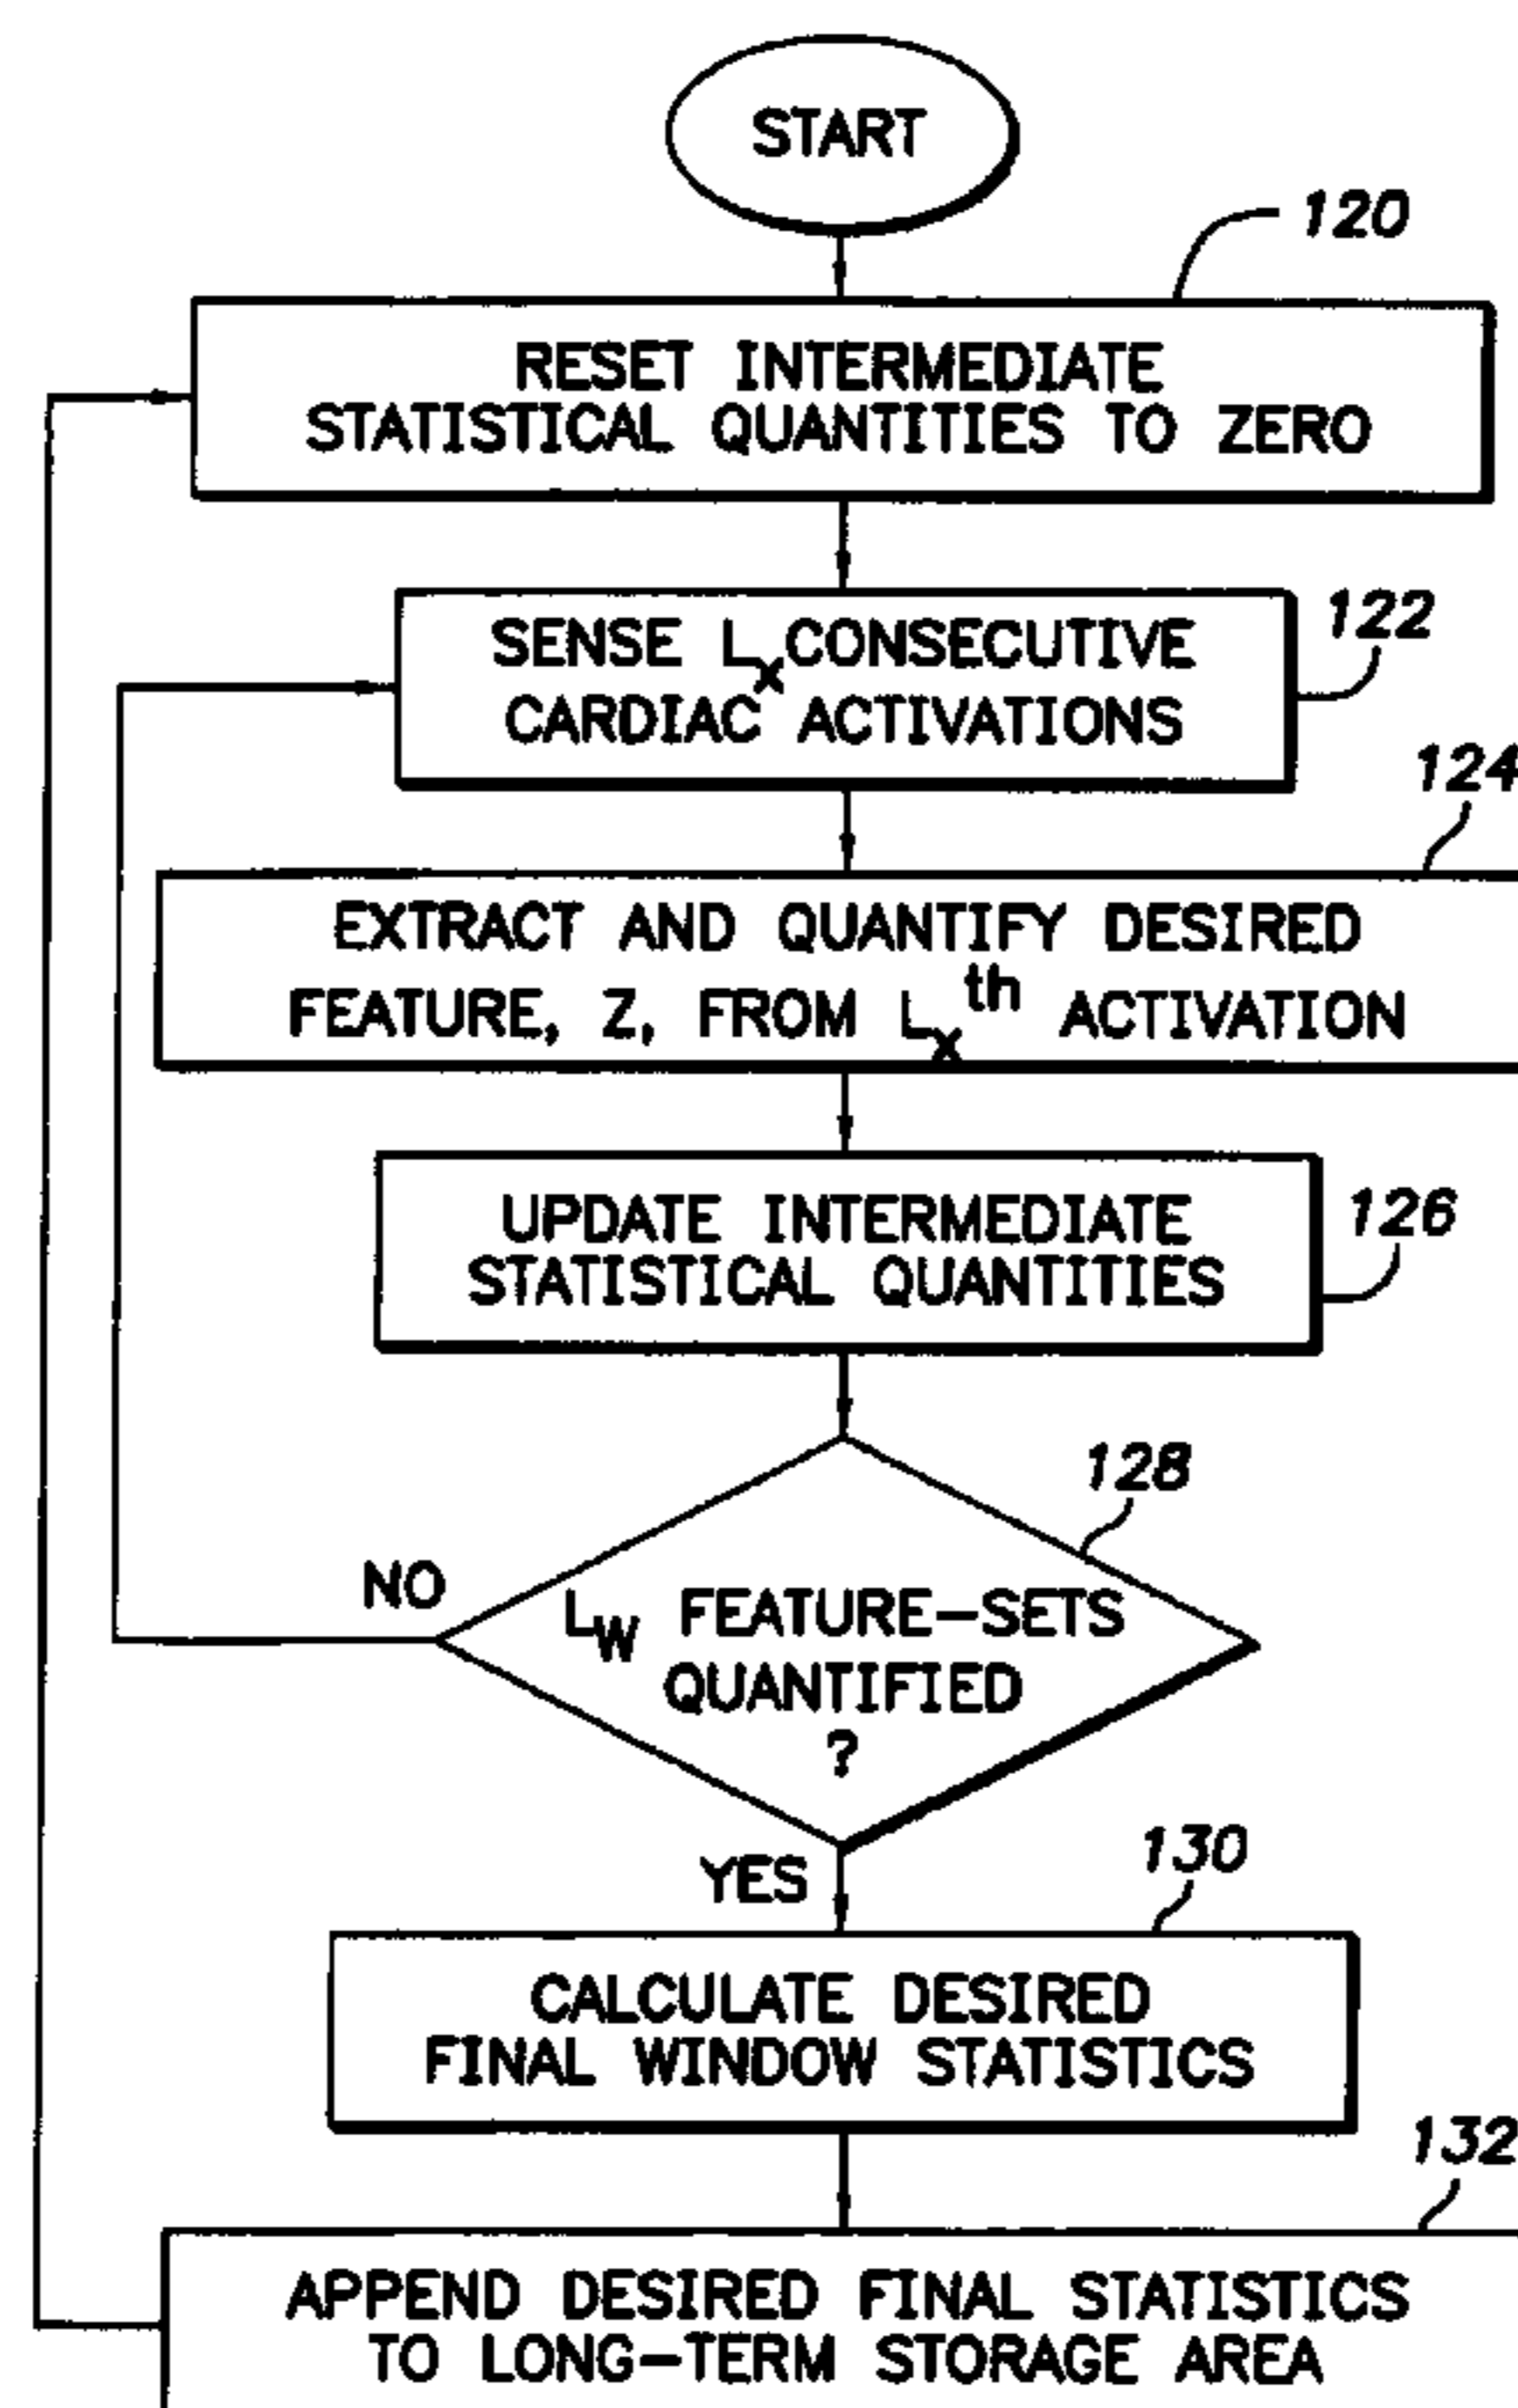 START
120
RESET INTERMEDIATE
STATISTICAL QUANTITIES TO ZERO
122
SENSE Lx CONSECUTIVE
CARDIAC ACTIVATIONS
124
EXTRACT AND QUANTIFY DESIRED
FEATURE, Z, FROM Lx th ACTIVATION
126
UPDATE INTERMEDIATE
STATISTICAL QUANTITIES
128
NO
LW FEATURE-SETS
QUANTIFIED
?
YES
130
CALCULATE DESIRED
FINAL WINDOW STATISTICS
132
APPEND DESIRED FINAL STATISTICS
TO LONG-TERM STORAGE AREA